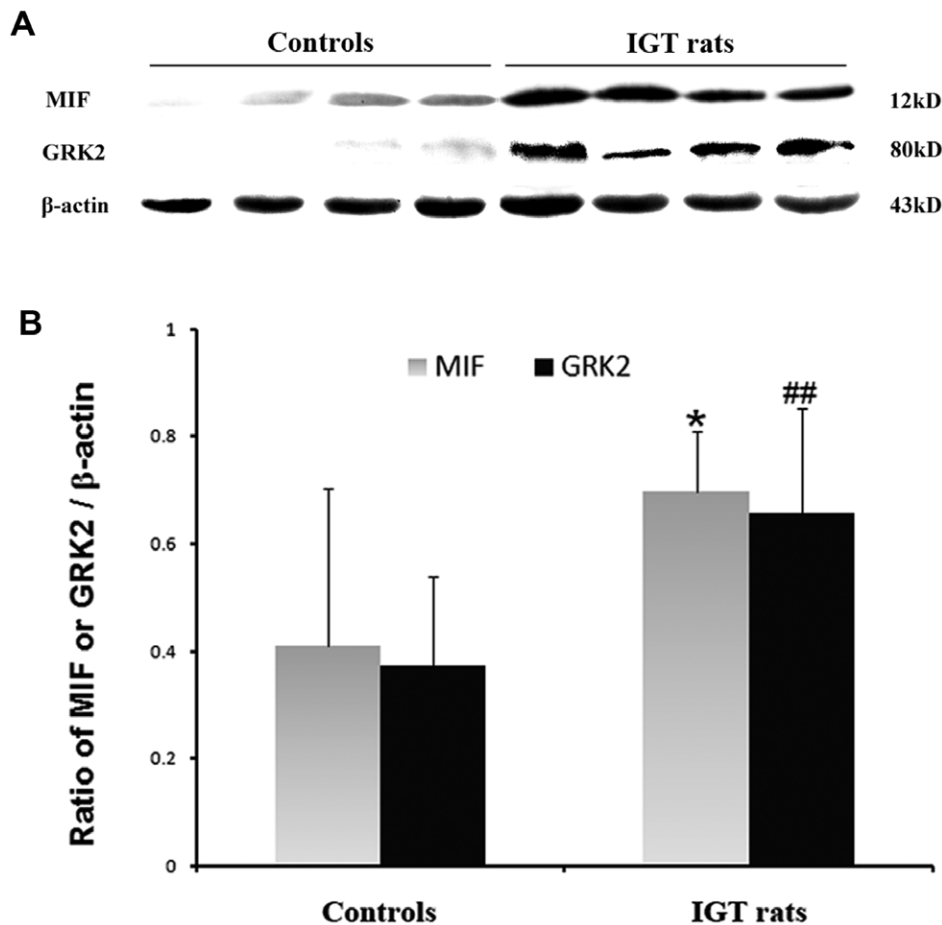 A
Controls IGT rats
MIF 12kD
GRK2 80kD
β-actin 43kD
B
1
MIF GRK2
##
0.8
*
0.6
0.4
0.2
0
Ratio of MIF or GRK2 / β-actin
Controls IGT rats